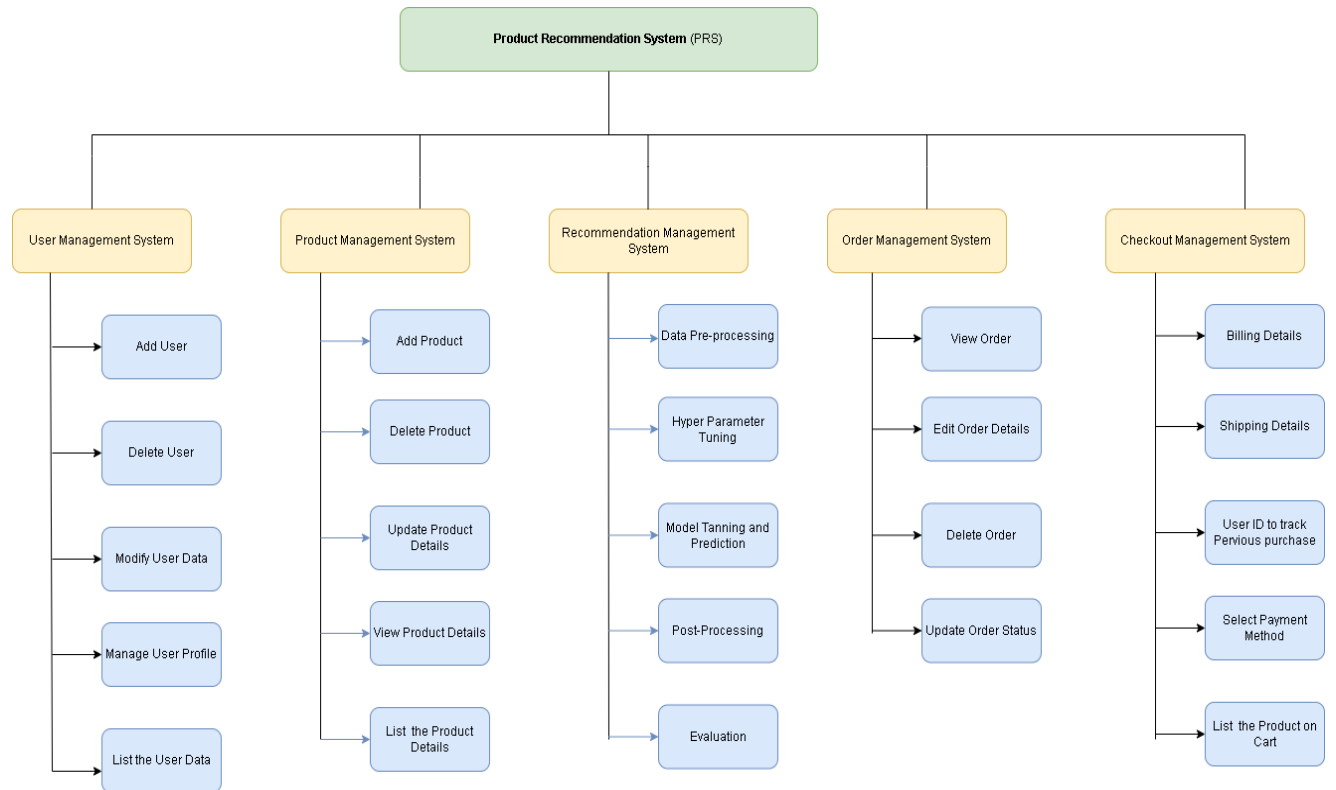 Product Recommendation System (PRS)
User Management System
Product Management System
Recommendation Management
System
Order Management System
Checkout Management System
Add User
Delete User
Modify User Data
Manage User Profile
List the User Data
Add Product
Delete Product
Update Product
Details
View Product Details
List the Product
Details
Data Pre-processing
Hyper Parameter
Tuning
Model Tanning and
Prediction
Post-Processing
Evaluation
View Order
Edit Order Details
Delete Order
Update Order Status
Billing Details
Shipping Details
User ID to track
Pervious purchase
Select Payment
Method
List the Product on
Cart